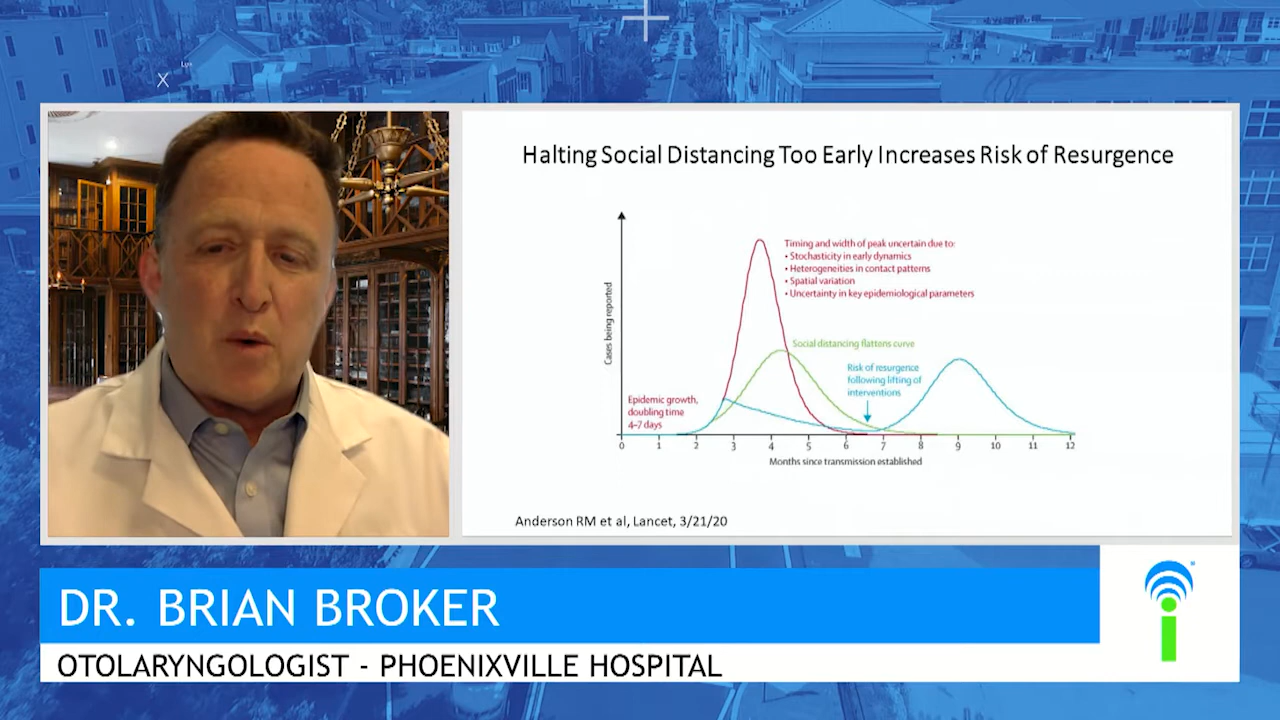 Halting Social Distancing Too Early Increases Risk of Resurgence
Cases being reported
Timing and width of peak uncertain due to:
• Stochasticity in early dynamics
• Heterogeneities in contact patterns
• Spatial variation
• Uncertainty in key epidemiological parameters
Social distancing flattens curve
Risk of resurgence
following lifting of
interventions
Epidemic growth,
doubling time
4–7 days
0 1 2 3 4 5 6 7 8 9 10 11 12
Months since transmission established
Anderson RM et al, Lancet, 3/21/20
DR. BRIAN BROKER
OTOLARYNGOLOGIST - PHOENIXVILLE HOSPITAL